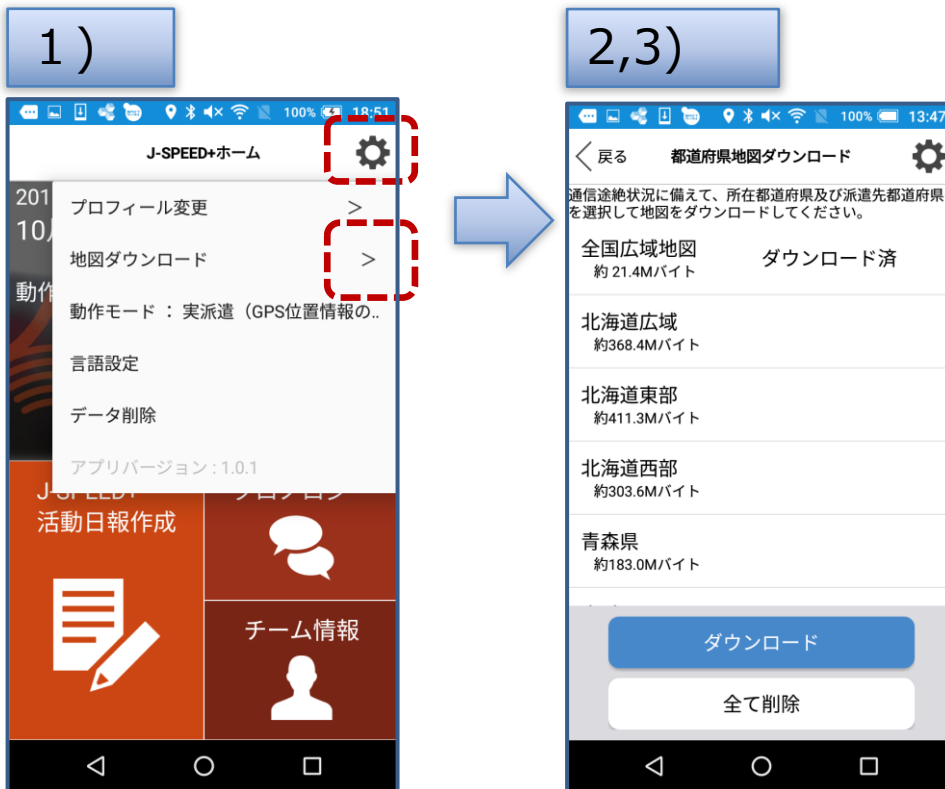 1)
100% 18:51
J-SPEED+ホーム
201
10月
動作
プロフィール変更 >
地図ダウンロード >
動作モード : 実派遣（GPS位置情報の..
言語設定
データ削除
アプリバージョン : 1.0.1
J-SPEED+
活動日報作成
クロノロジ
チーム情報
2,3)
100% 13:47
戻る 都道府県地図ダウンロード
通信途絶状況に備えて、所在都道府県及び派遣先都道府県
を選択して地図をダウンロードしてください。
全国広域地図 ダウンロード済
約 21.4Mバイト
北海道広域
約368.4Mバイト
北海道東部
約411.3Mバイト
北海道西部
約303.6Mバイト
青森県
約183.0Mバイト
ダウンロード
全て削除